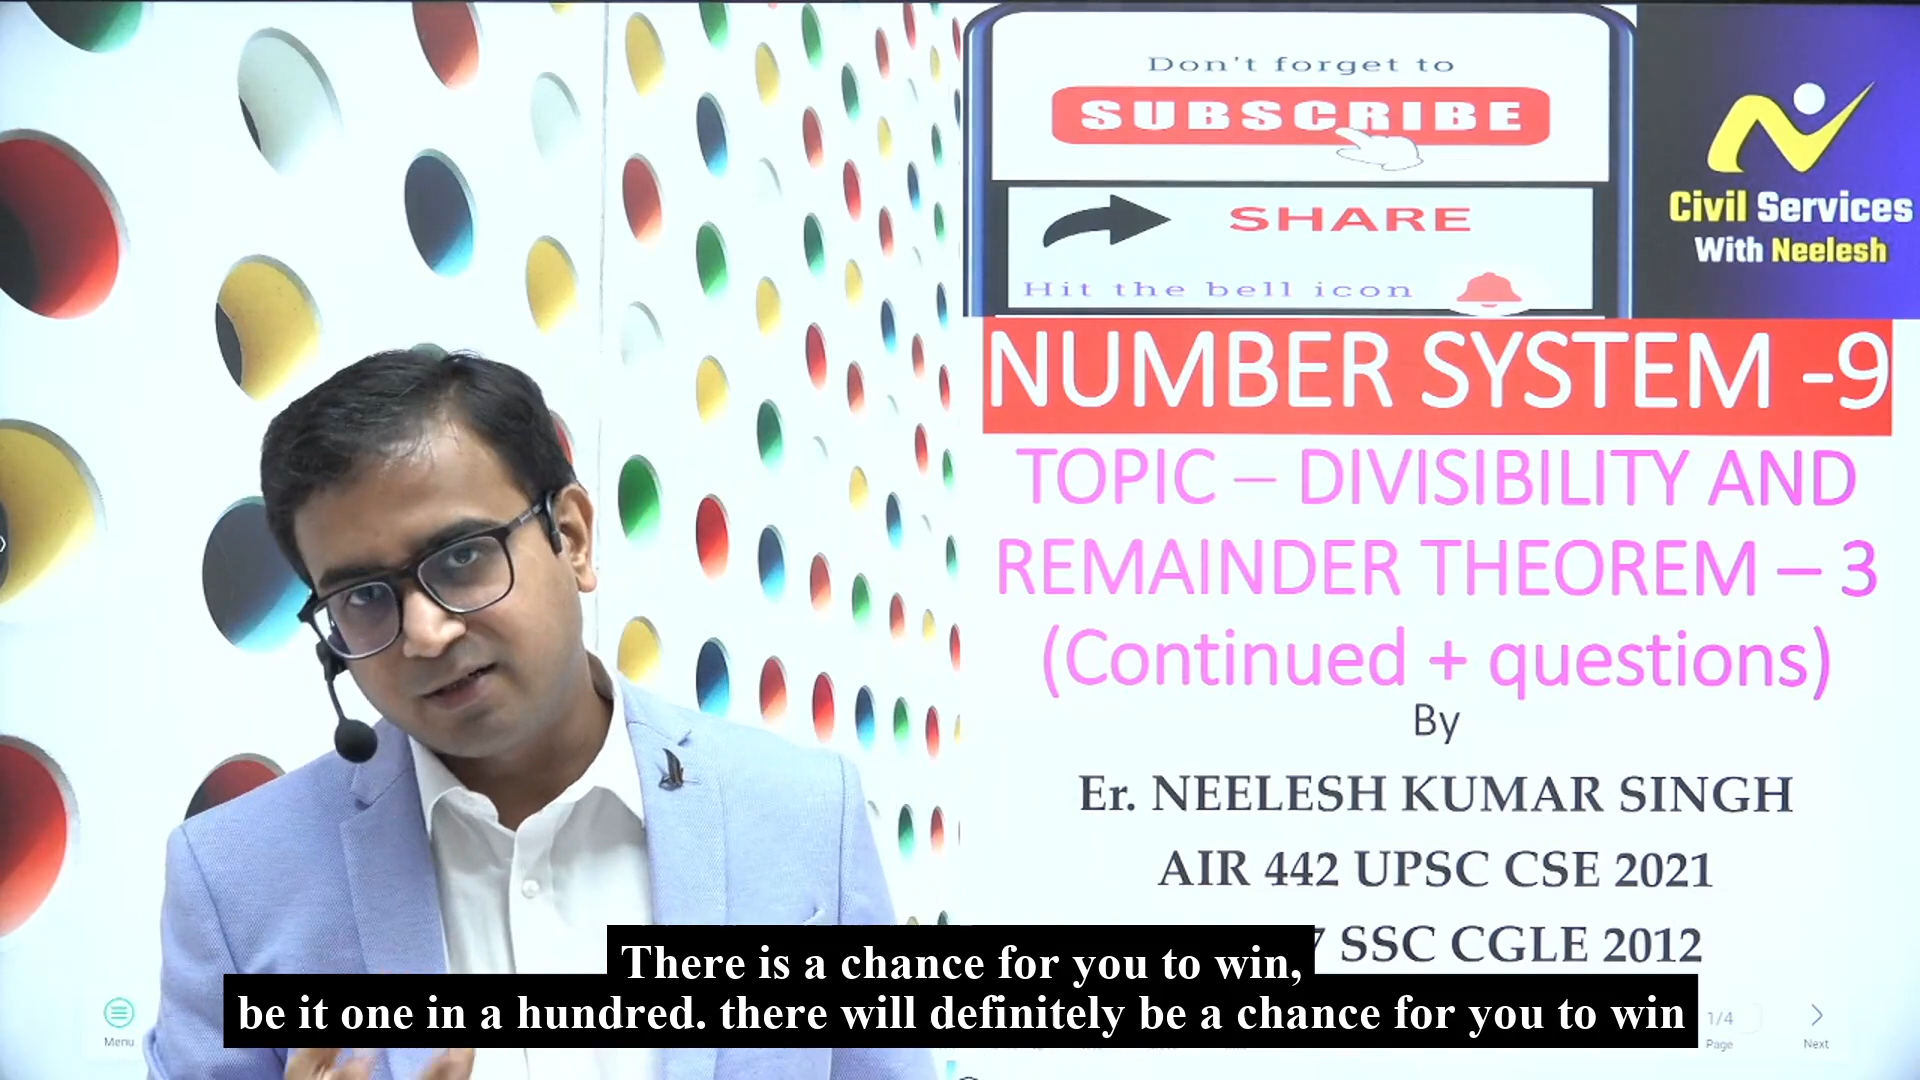 Don't forget to
SUBSCRIBE
SHARE
Hit the bell icon
Civil Services
With Neelesh
NUMBER SYSTEM -9
TOPIC – DIVISIBILITY AND
REMAINDER THEOREM – 3
(Continued + questions)
By
Er. NEELESH KUMAR SINGH
AIR 442 UPSC CSE 2021
7 SSC CGLE 2012
There is a chance for you to win,
be it one in a hundred. there will definitely be a chance for you to win
Menu
1/4
Page
Next